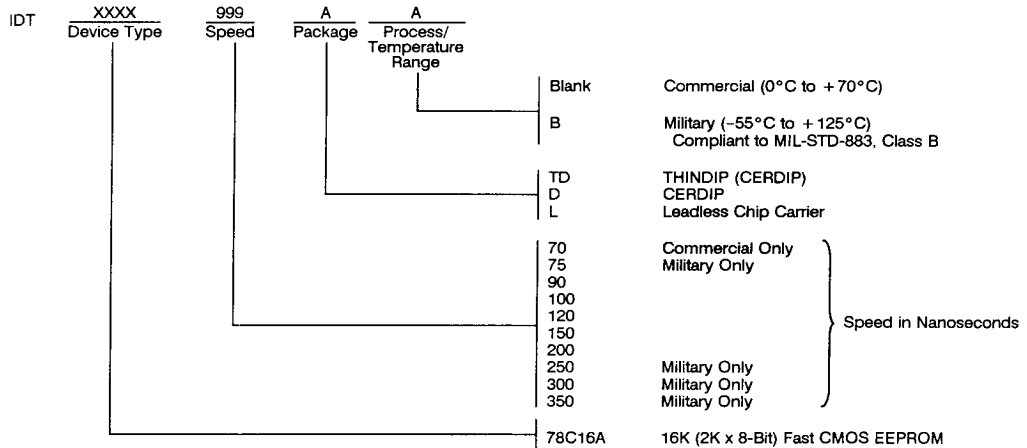 IDT XXXX 999 A A
Device Type Speed Package Process/
Temperature
Range
Blank Commercial (0°C to +70°C)
B Military (–55°C to +125°C)
Compliant to MIL-STD-883, Class B
TD THINDIP (CERDIP)
D CERDIP
L Leadless Chip Carrier
70 Commercial Only
75 Military Only
90
100
120
150 Speed in Nanoseconds
200
250 Military Only
300 Military Only
350 Military Only
78C16A 16K (2K x 8-Bit) Fast CMOS EEPROM